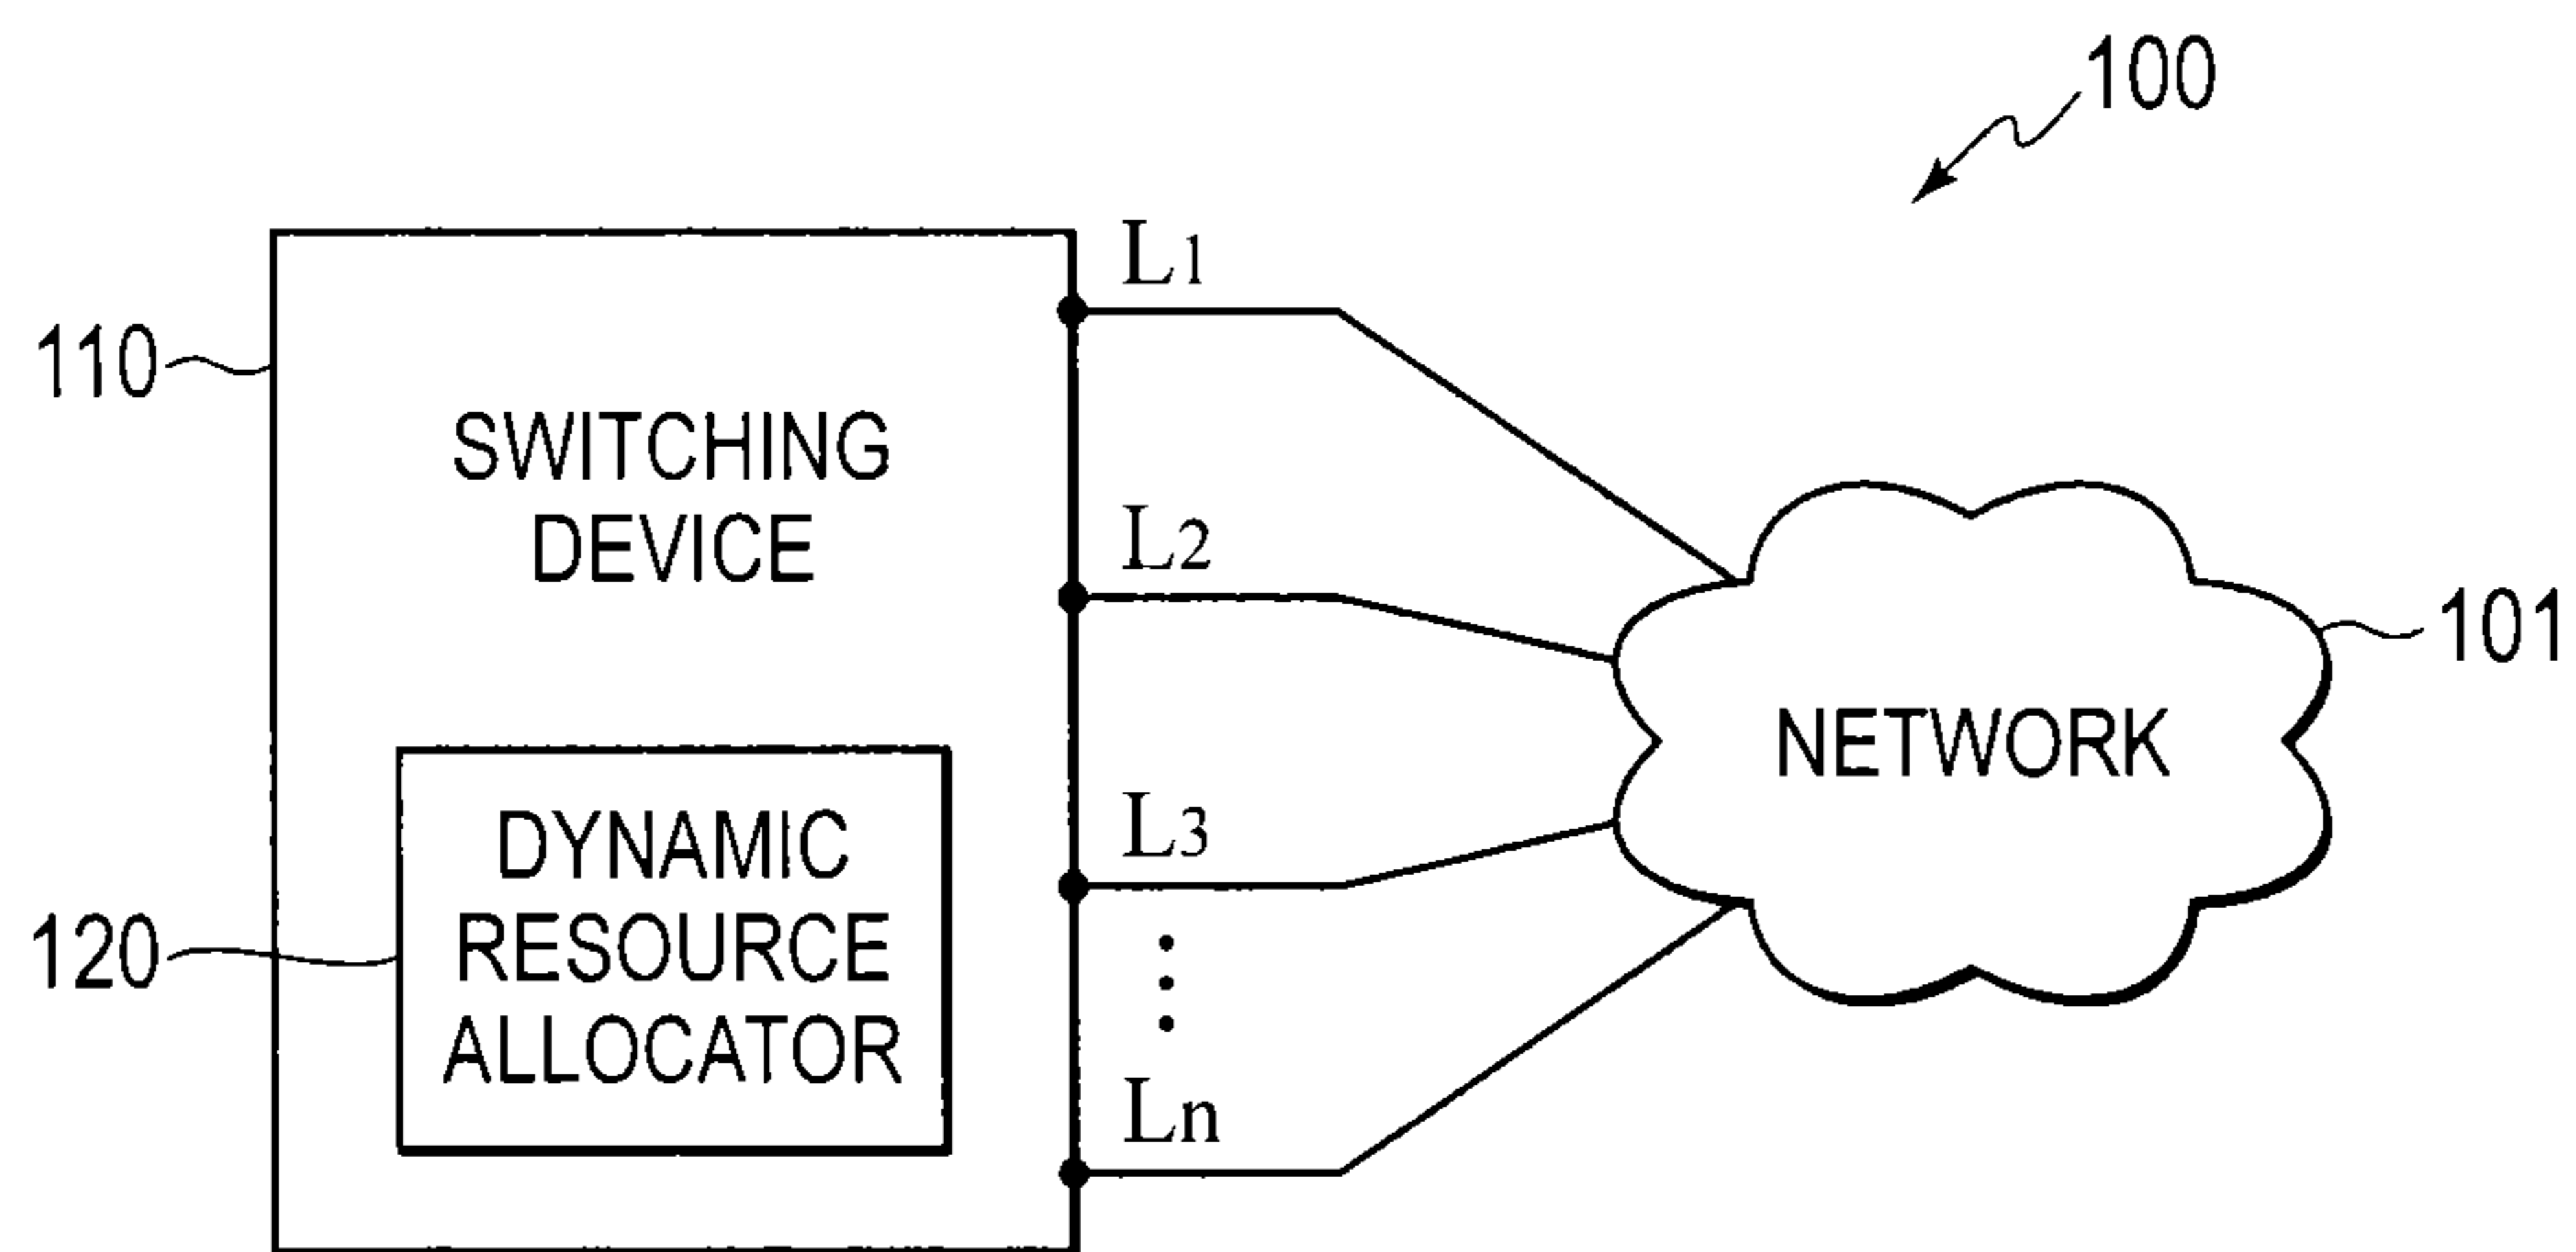 100
L1
110
SWITCHING
DEVICE
L2
101
NETWORK
L3
DYNAMIC
RESOURCE
ALLOCATOR
120
Ln